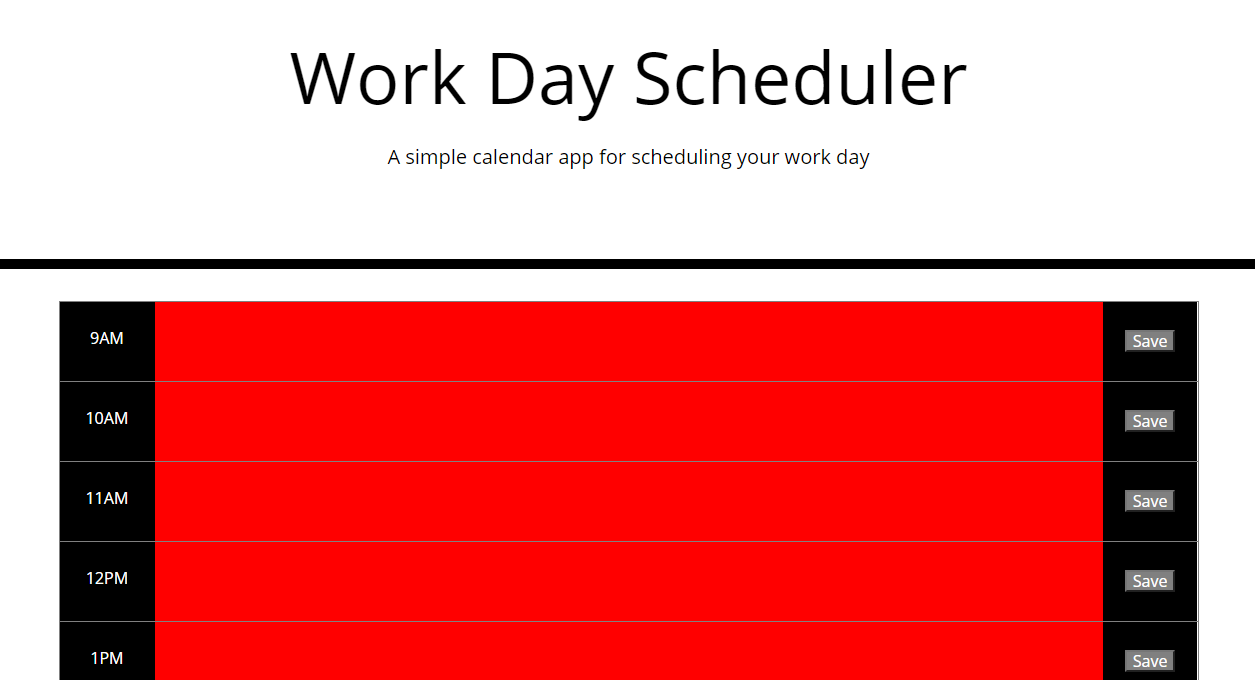 Work Day Scheduler
A simple calendar app for scheduling your work day
9AM Save
10AM Save
11AM Save
12PM Save
1PM Save